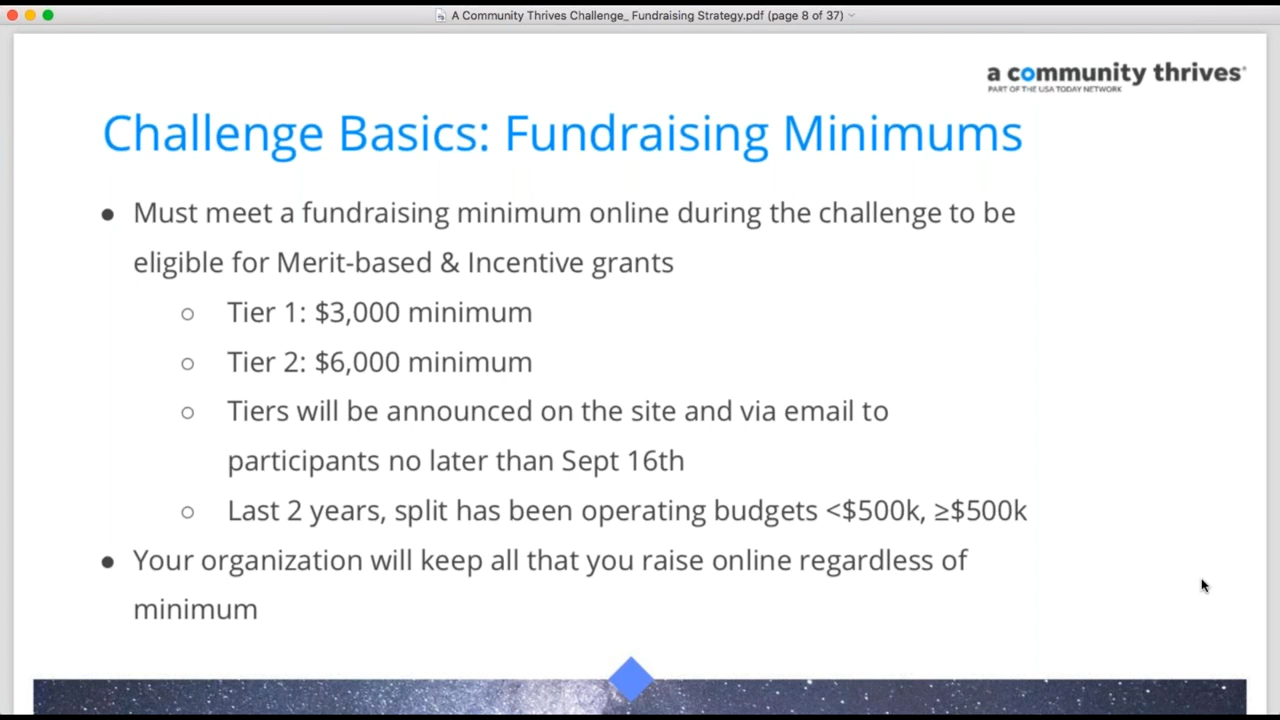 A Community Thrives Challenge_ Fundraising Strategy.pdf (page 8 of 37)
a community thrives®
PART OF THE USA TODAY NETWORK
Challenge Basics: Fundraising Minimums
● Must meet a fundraising minimum online during the challenge to be
eligible for Merit-based & Incentive grants
○ Tier 1: $3,000 minimum
○ Tier 2: $6,000 minimum
○ Tiers will be announced on the site and via email to
participants no later than Sept 16th
○ Last 2 years, split has been operating budgets <$500k, ≥$500k
● Your organization will keep all that you raise online regardless of
minimum